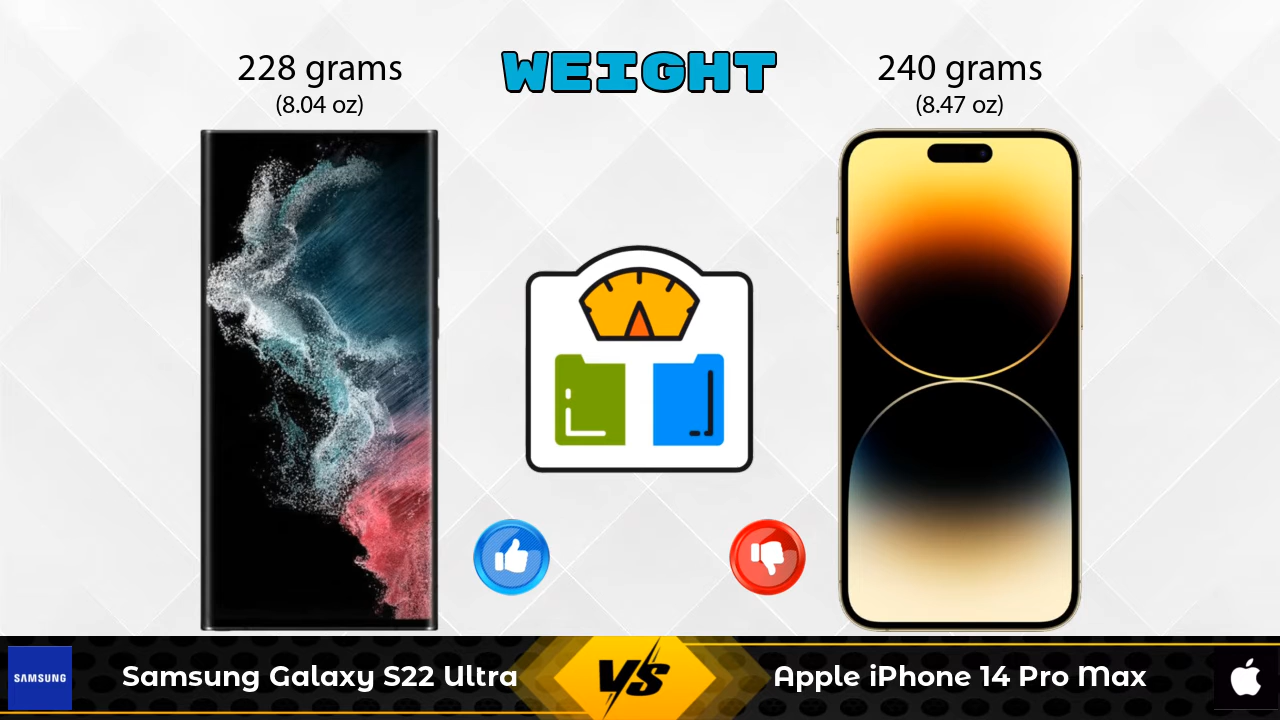 228 grams
(8.04 oz)
WEIGHT
240 grams
(8.47 oz)
SAMSUNG
Samsung Galaxy S22 Ultra
VS
Apple iPhone 14 Pro Max